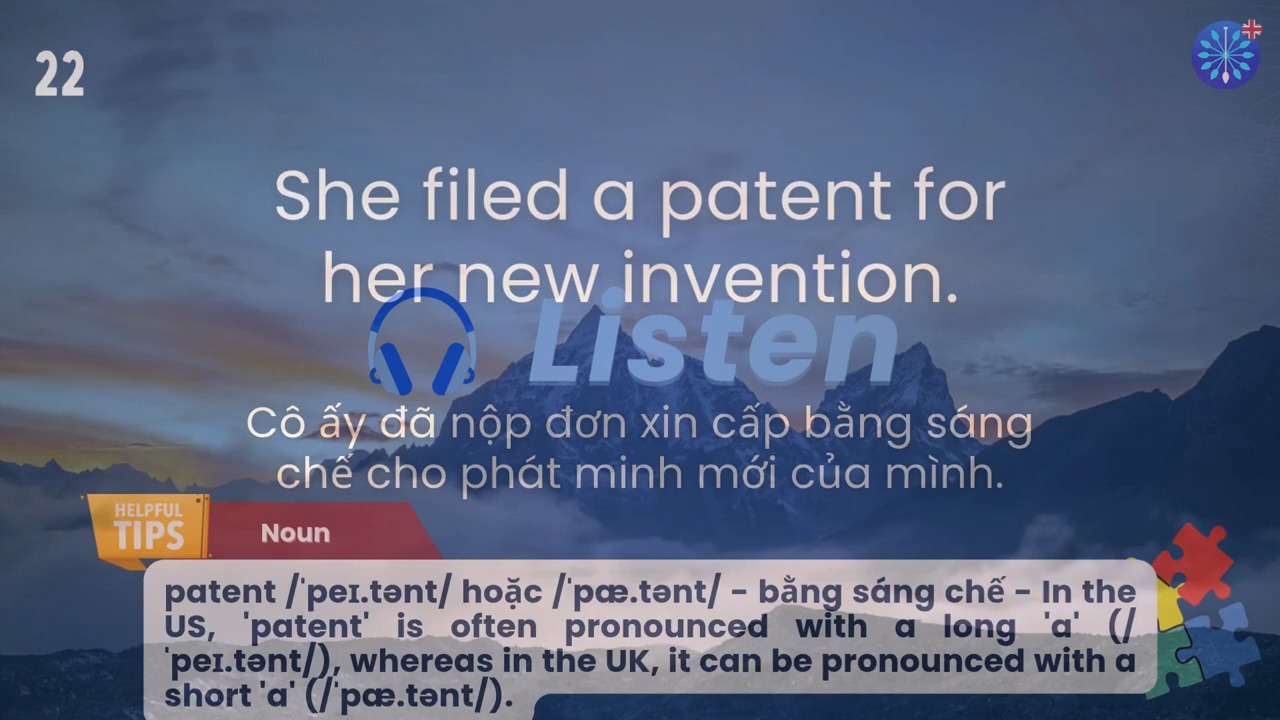 22
She filed a patent for
her new invention.
Listen
Cô ấy đã nộp đơn xin cấp bằng sáng
chế cho phát minh mới của mình.
HELPFUL
TIPS
Noun
patent /ˈpeɪ.tənt/ hoặc /ˈpæ.tənt/ - bằng sáng chế - In the
US, 'patent' is often pronounced with a long 'a' (/
ˈpeɪ.tənt/), whereas in the UK, it can be pronounced with a
short 'a' (/ˈpæ.tənt/).